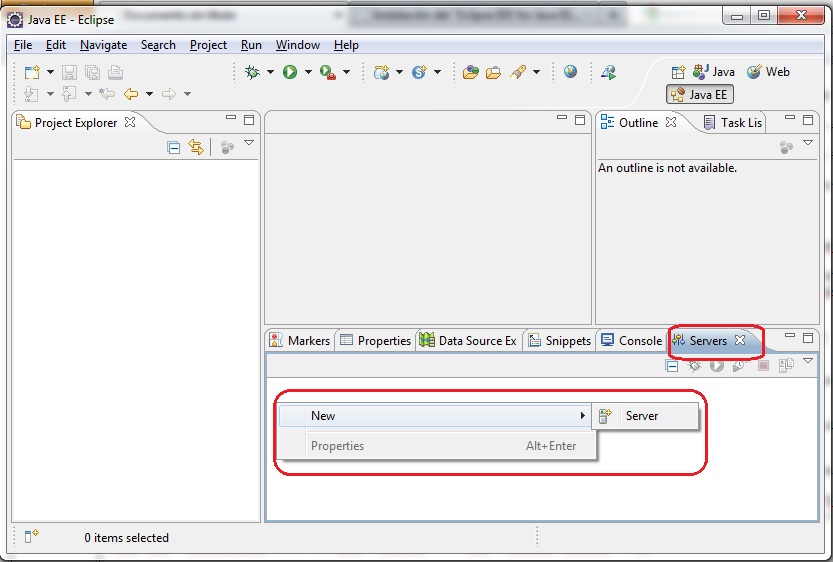 Java EE - Eclipse
File Edit Navigate Search Project Run Window Help
Java Web
Java EE
Project Explorer
Outline Task Lis
An outline is not available.
Markers Properties Data Source Ex Snippets Console Servers
New Server
Properties Alt+Enter
0 items selected